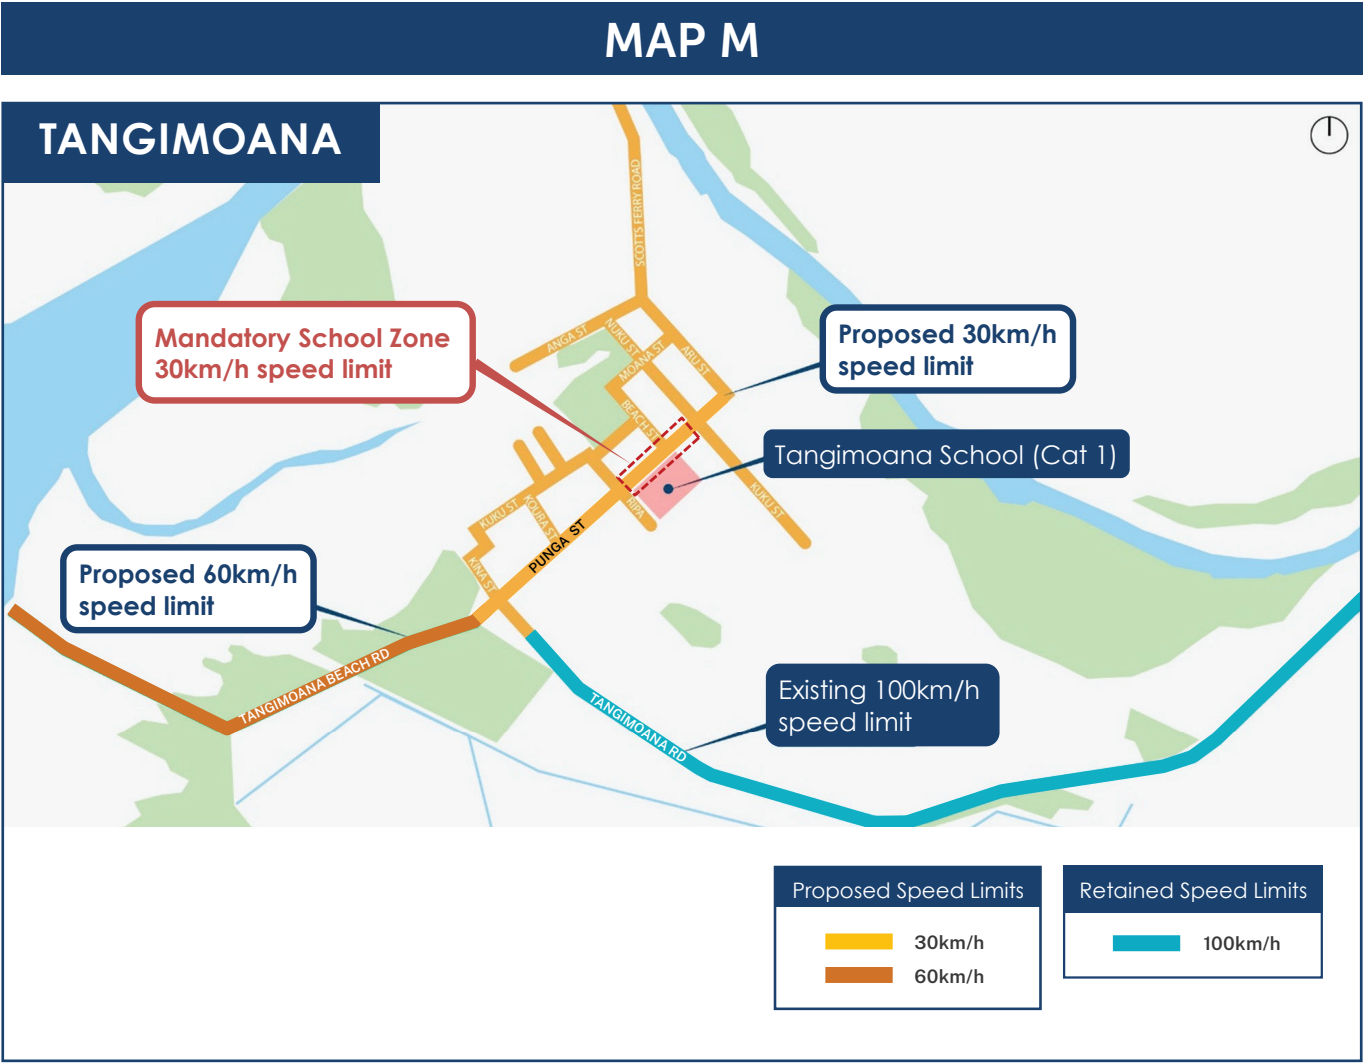 MAP M
TANGIMOANA
SCOTTS FERRY ROAD
Mandatory School Zone
30km/h speed limit
ANGA ST
NUKU ST
MOANA ST
ARU ST
Proposed 30km/h
speed limit
BEACH ST
Tangimoana School (Cat 1)
KUKU ST
KUKU ST
KOURA ST
RIPA
PUNGA ST
KINA ST
Proposed 60km/h
speed limit
TANGIMOANA BEACH RD
Existing 100km/h
speed limit
TANGIMOANA RD
Proposed Speed Limits
30km/h
60km/h
Retained Speed Limits
100km/h